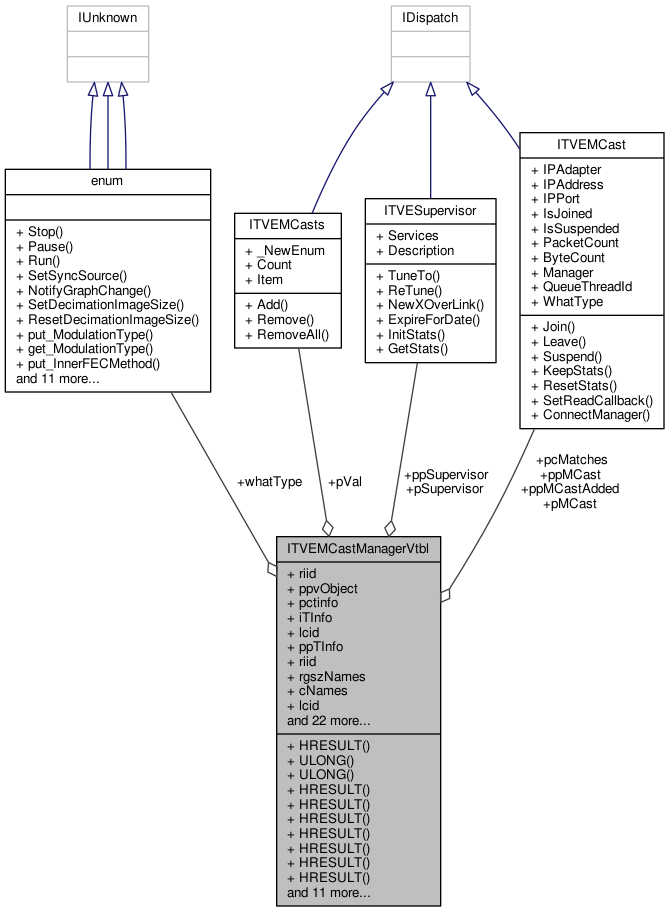 IUnknown
IDispatch
enum
+ Stop()
+ Pause()
+ Run()
+ SetSyncSource()
+ NotifyGraphChange()
+ SetDecimationImageSize()
+ ResetDecimationImageSize()
+ put_ModulationType()
+ get_ModulationType()
+ put_InnerFECMethod()
and 11 more...
ITVEMCasts
+ _NewEnum
+ Count
+ Item
+ Add()
+ Remove()
+ RemoveAll()
ITVESupervisor
+ Services
+ Description
+ TuneTo()
+ ReTune()
+ NewXOverLink()
+ ExpireForDate()
+ InitStats()
+ GetStats()
ITVEMCast
+ IPAdapter
+ IPAddress
+ IPPort
+ IsJoined
+ IsSuspended
+ PacketCount
+ ByteCount
+ Manager
+ QueueThreadId
+ WhatType
+ Join()
+ Leave()
+ Suspend()
+ KeepStats()
+ ResetStats()
+ SetReadCallback()
+ ConnectManager()
+whatType
+pVal
+ppSupervisor
+pSupervisor
+pcMatches
+ppMCast
+ppMCastAdded
+pMCast
ITVEMCastManagerVtbl
+ riid
+ ppvObject
+ pctinfo
+ iTInfo
+ lcid
+ ppTInfo
+ riid
+ rgszNames
+ cNames
+ lcid
and 22 more...
+ HRESULT()
+ ULONG()
+ ULONG()
+ HRESULT()
+ HRESULT()
+ HRESULT()
+ HRESULT()
+ HRESULT()
+ HRESULT()
+ HRESULT()
and 11 more...